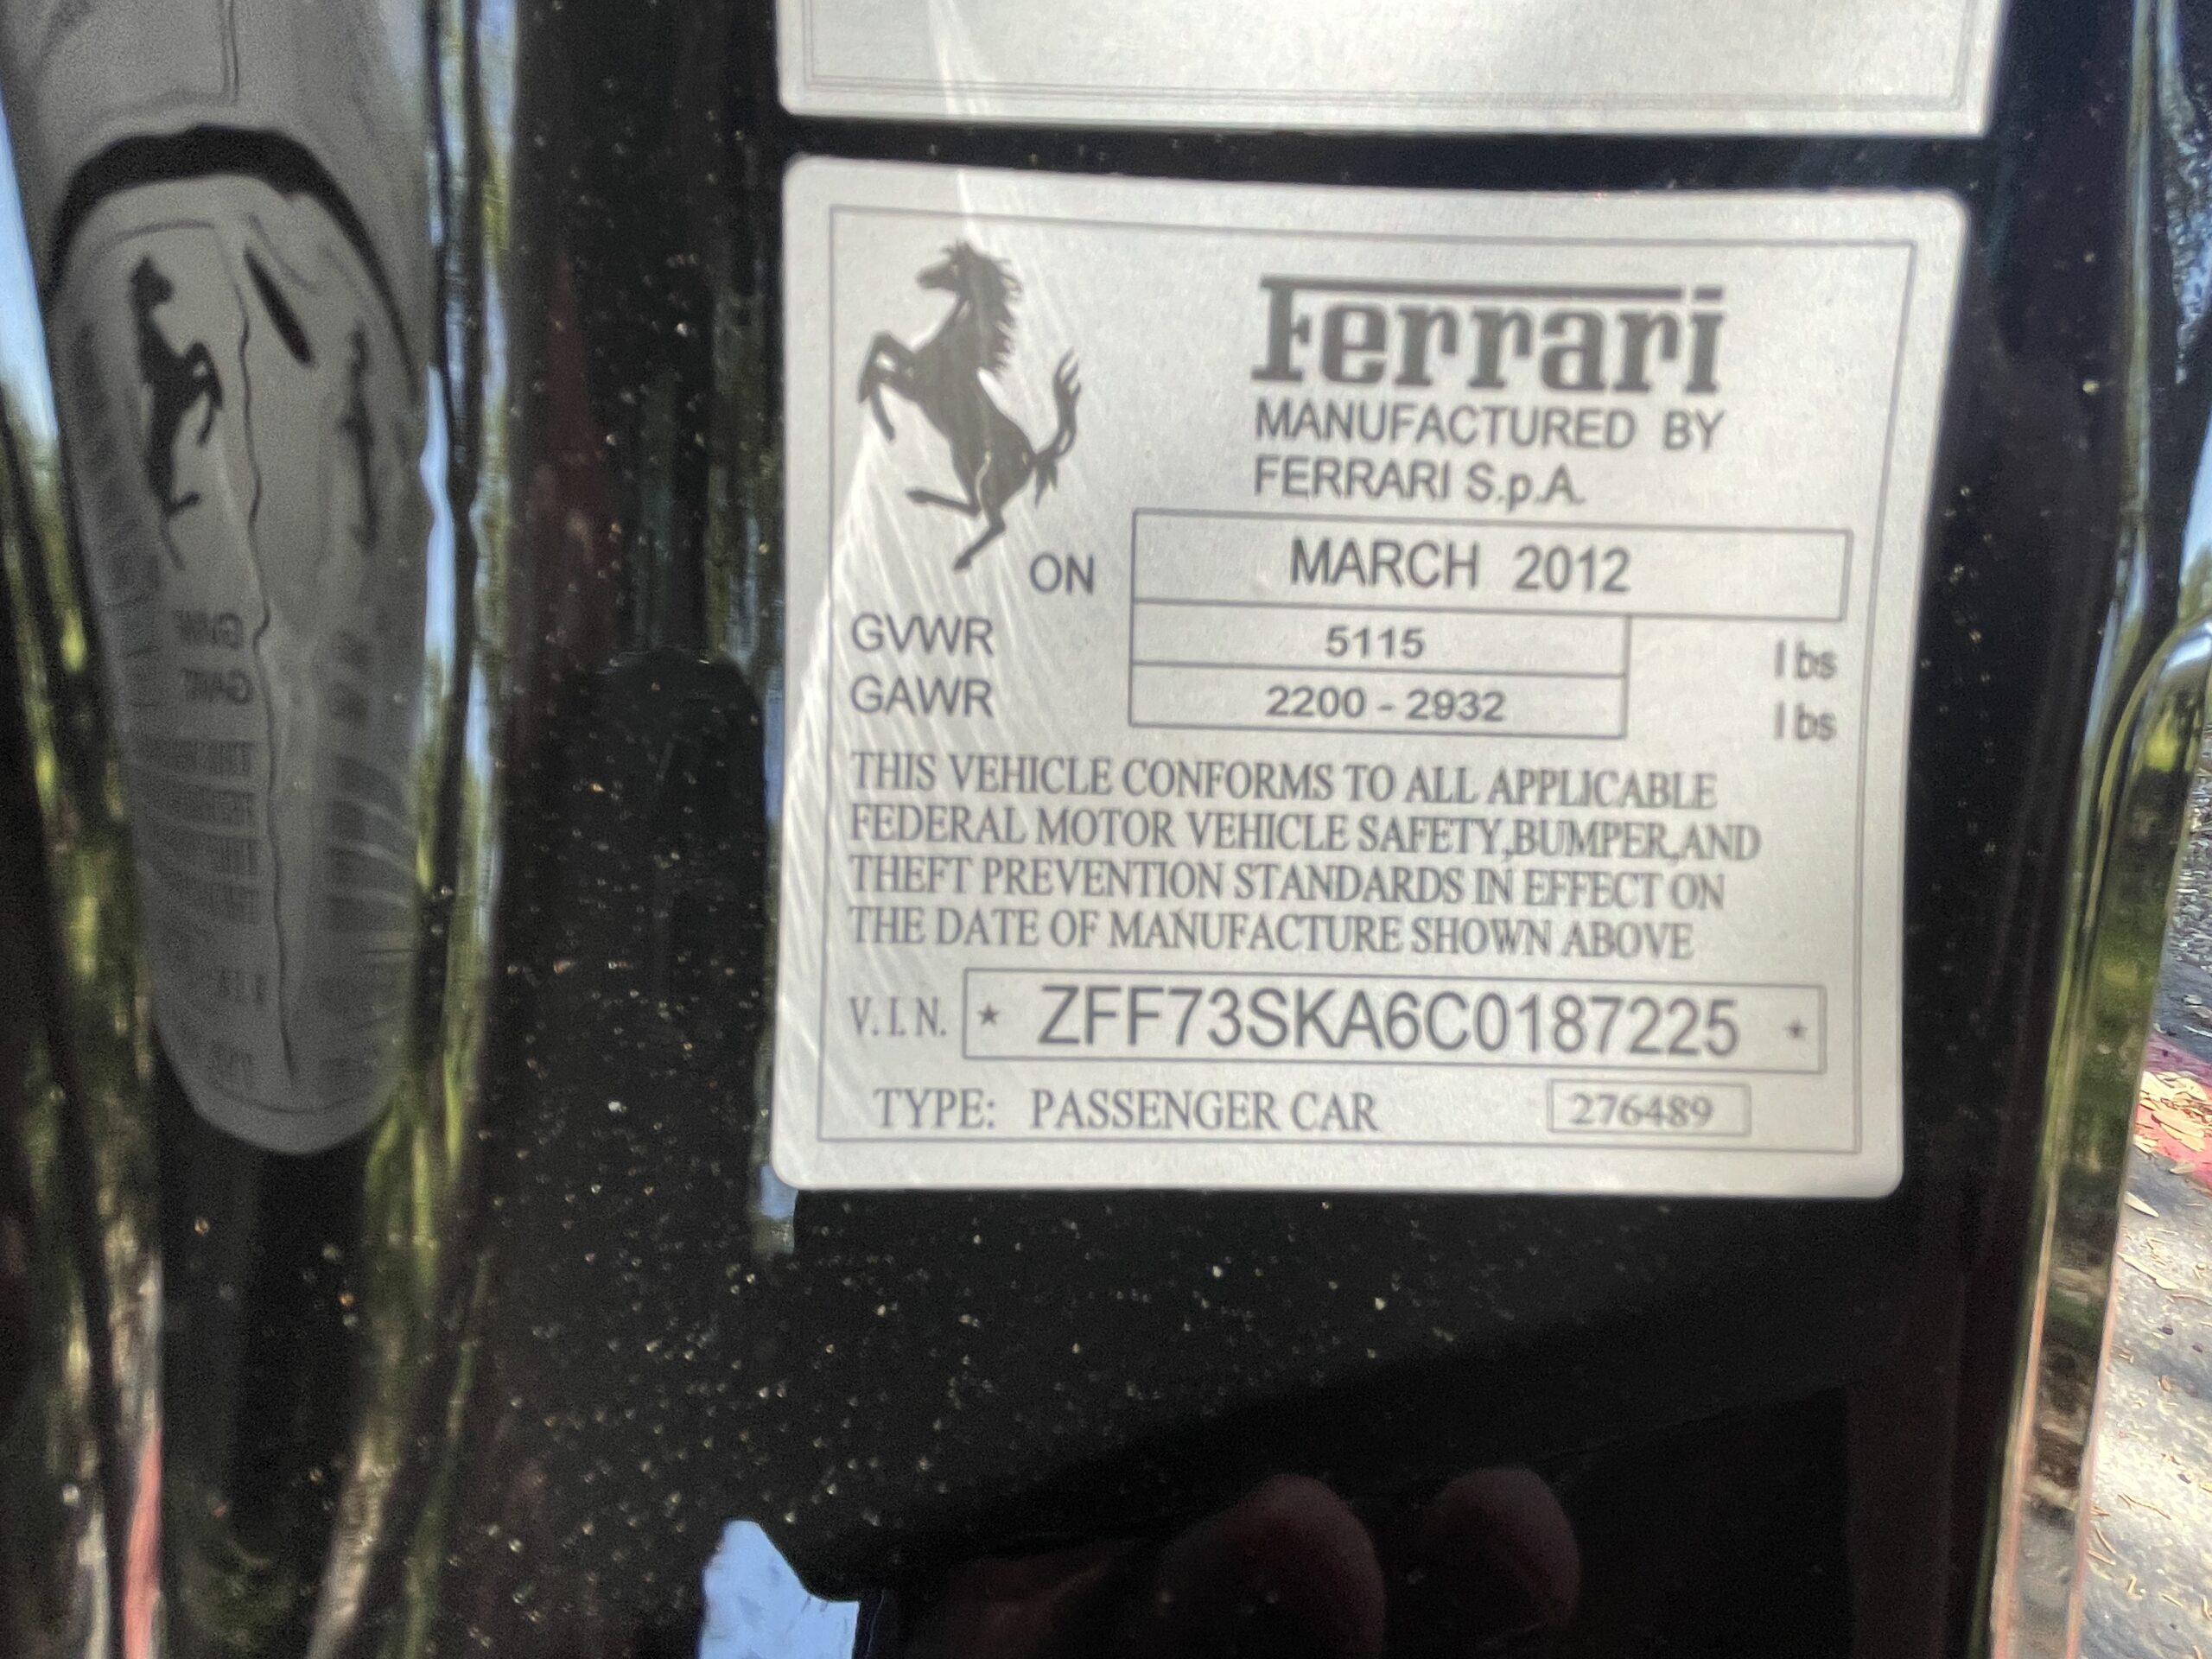 Ferrari
MANUFACTURED BY
FERRARI S.p.A.
ON MARCH 2012
GVWR 5115 lbs
GAWR 2200 - 2932 lbs
THIS VEHICLE CONFORMS TO ALL APPLICABLE
FEDERAL MOTOR VEHICLE SAFETY,BUMPER,AND
THEFT PREVENTION STANDARDS IN EFFECT ON
THE DATE OF MANUFACTURE SHOWN ABOVE
V.I.N. * ZFF73SKA6C0187225 *
TYPE: PASSENGER CAR 276489